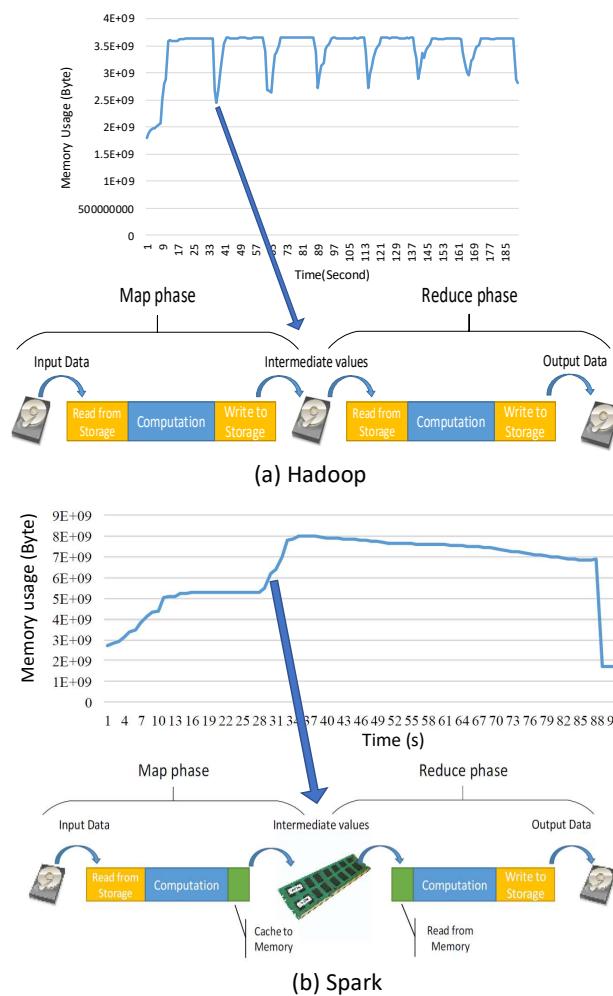 4E+09
3.5E+09
3E+09
2.5E+09
2E+09
1.5E+09
1E+09
500000000
0
Memory Usage (Byte)
1 9 17 25 33 41 49 57 65 73 81 89 97 105 113 121 129 137 145 153 161 169 177 185
Time(Second)
Map phase
Reduce phase
Input Data
Intermediate values
Output Data
Read from Storage
Computation
Write to Storage
Read from Storage
Computation
Write to Storage
(a) Hadoop
9E+09
8E+09
7E+09
6E+09
5E+09
4E+09
3E+09
2E+09
1E+09
0
Memory usage (Byte)
1 4 7 10 13 16 19 22 25 28 31 34 37 40 43 46 49 52 55 58 61 64 67 70 73 76 79 82 85 88 9
Time (s)
Map phase
Reduce phase
Input Data
Intermediate values
Output Data
Read from Storage
Computation
Computation
Write to Storage
Cache to Memory
Read from Memory
(b) Spark